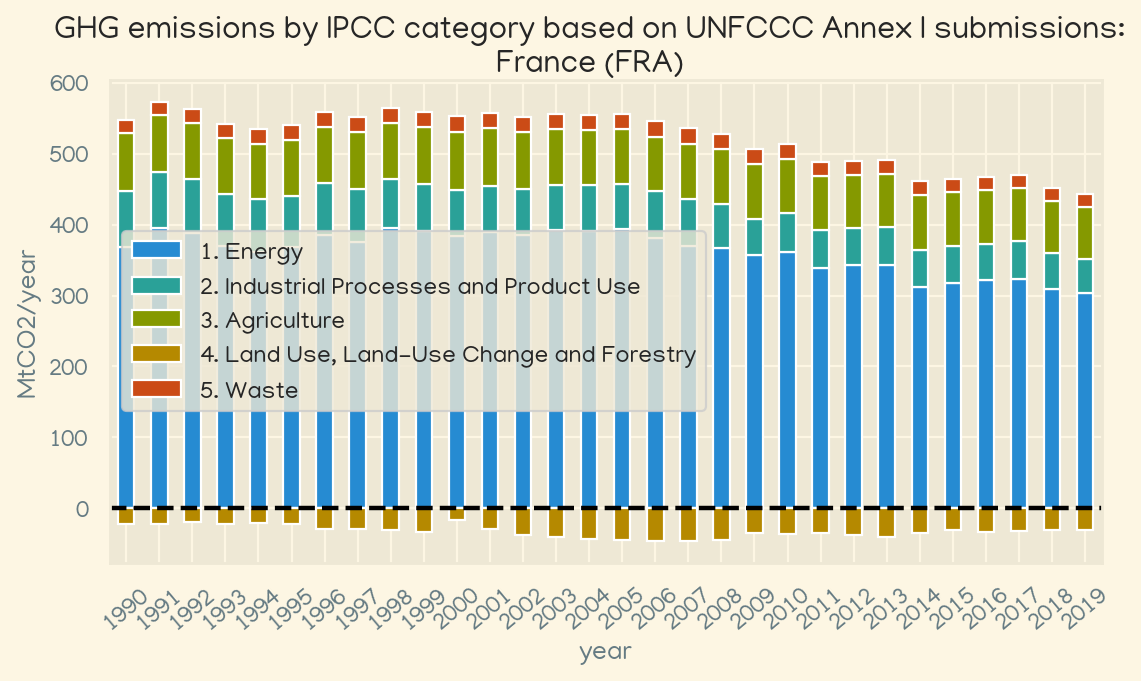 GHG emissions by IPCC category based on UNFCCC Annex I submissions:
France (FRA)
600
500
400
300
200
100
0
MtCO2/year
1. Energy
2. Industrial Processes and Product Use
3. Agriculture
4. Land Use, Land-Use Change and Forestry
5. Waste
1990 1991 1992 1993 1994 1995 1996 1997 1998 1999 2000 2001 2002 2003 2004 2005 2006 2007 2008 2009 2010 2011 2012 2013 2014 2015 2016 2017 2018 2019
year